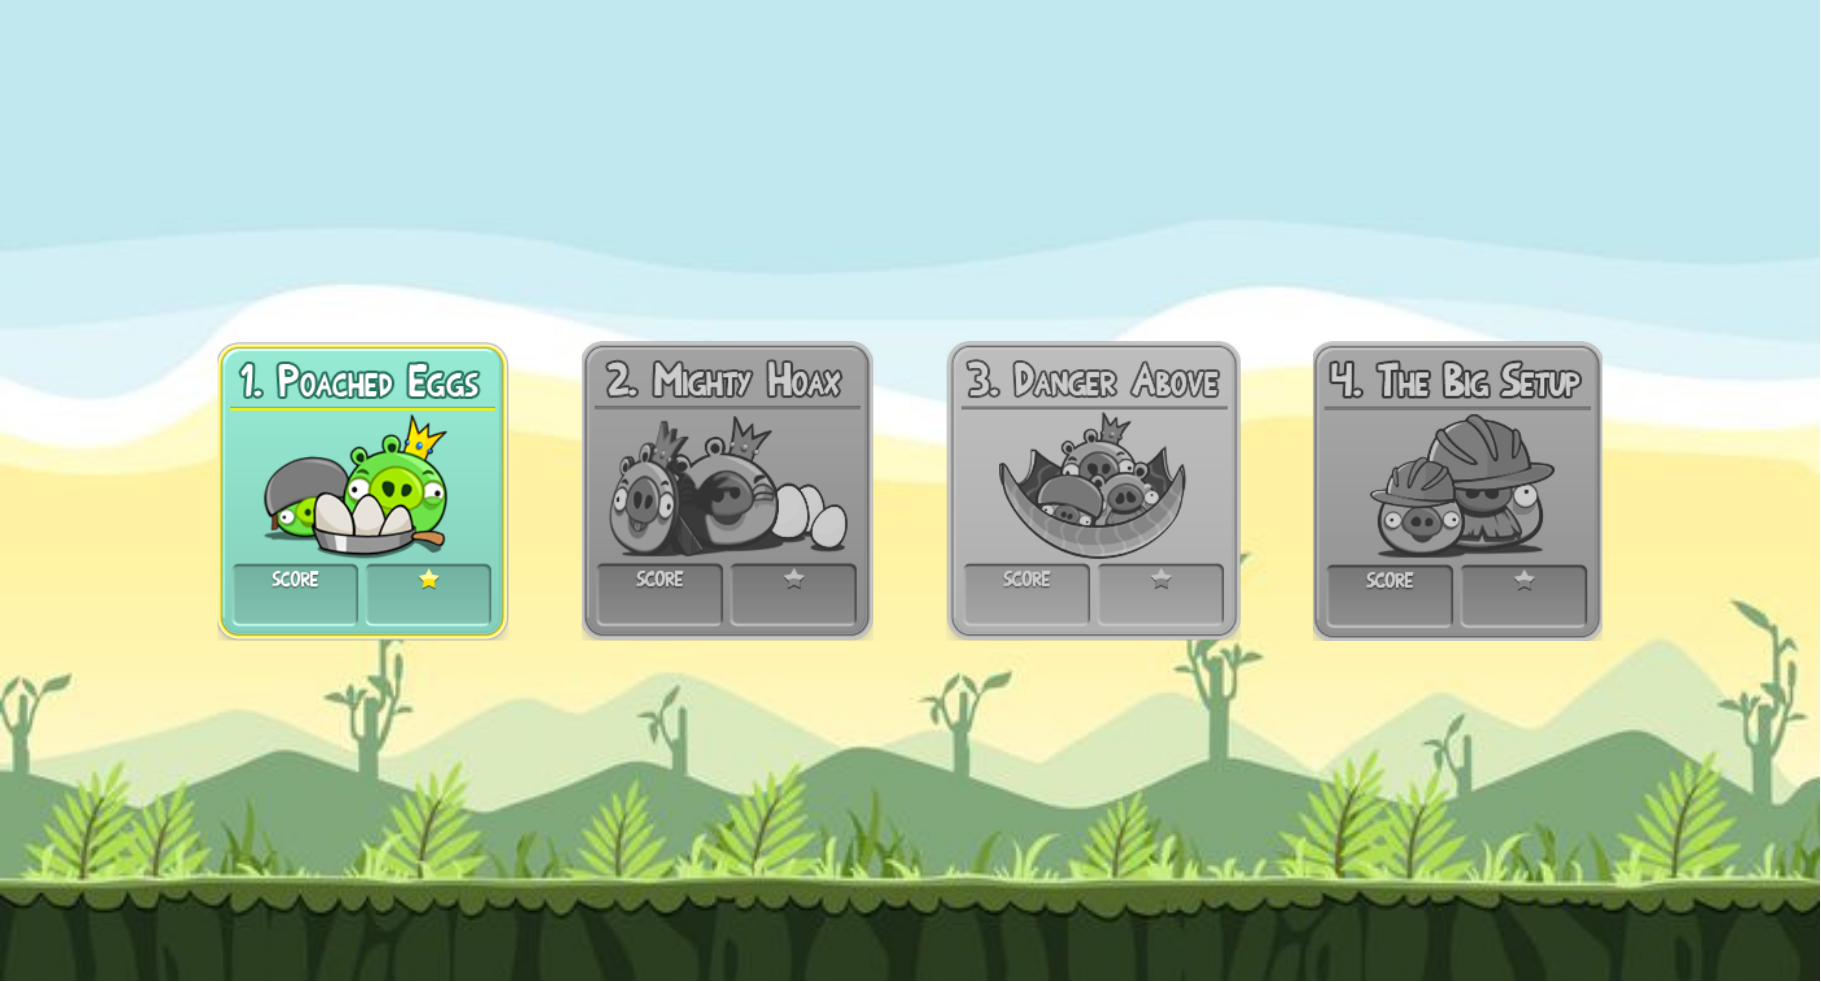 1. POACHED EGGS
SCORE
2. MIGHTY HOAX
SCORE
3. DANGER ABOVE
SCORE
4. THE BIG SETUP
SCORE